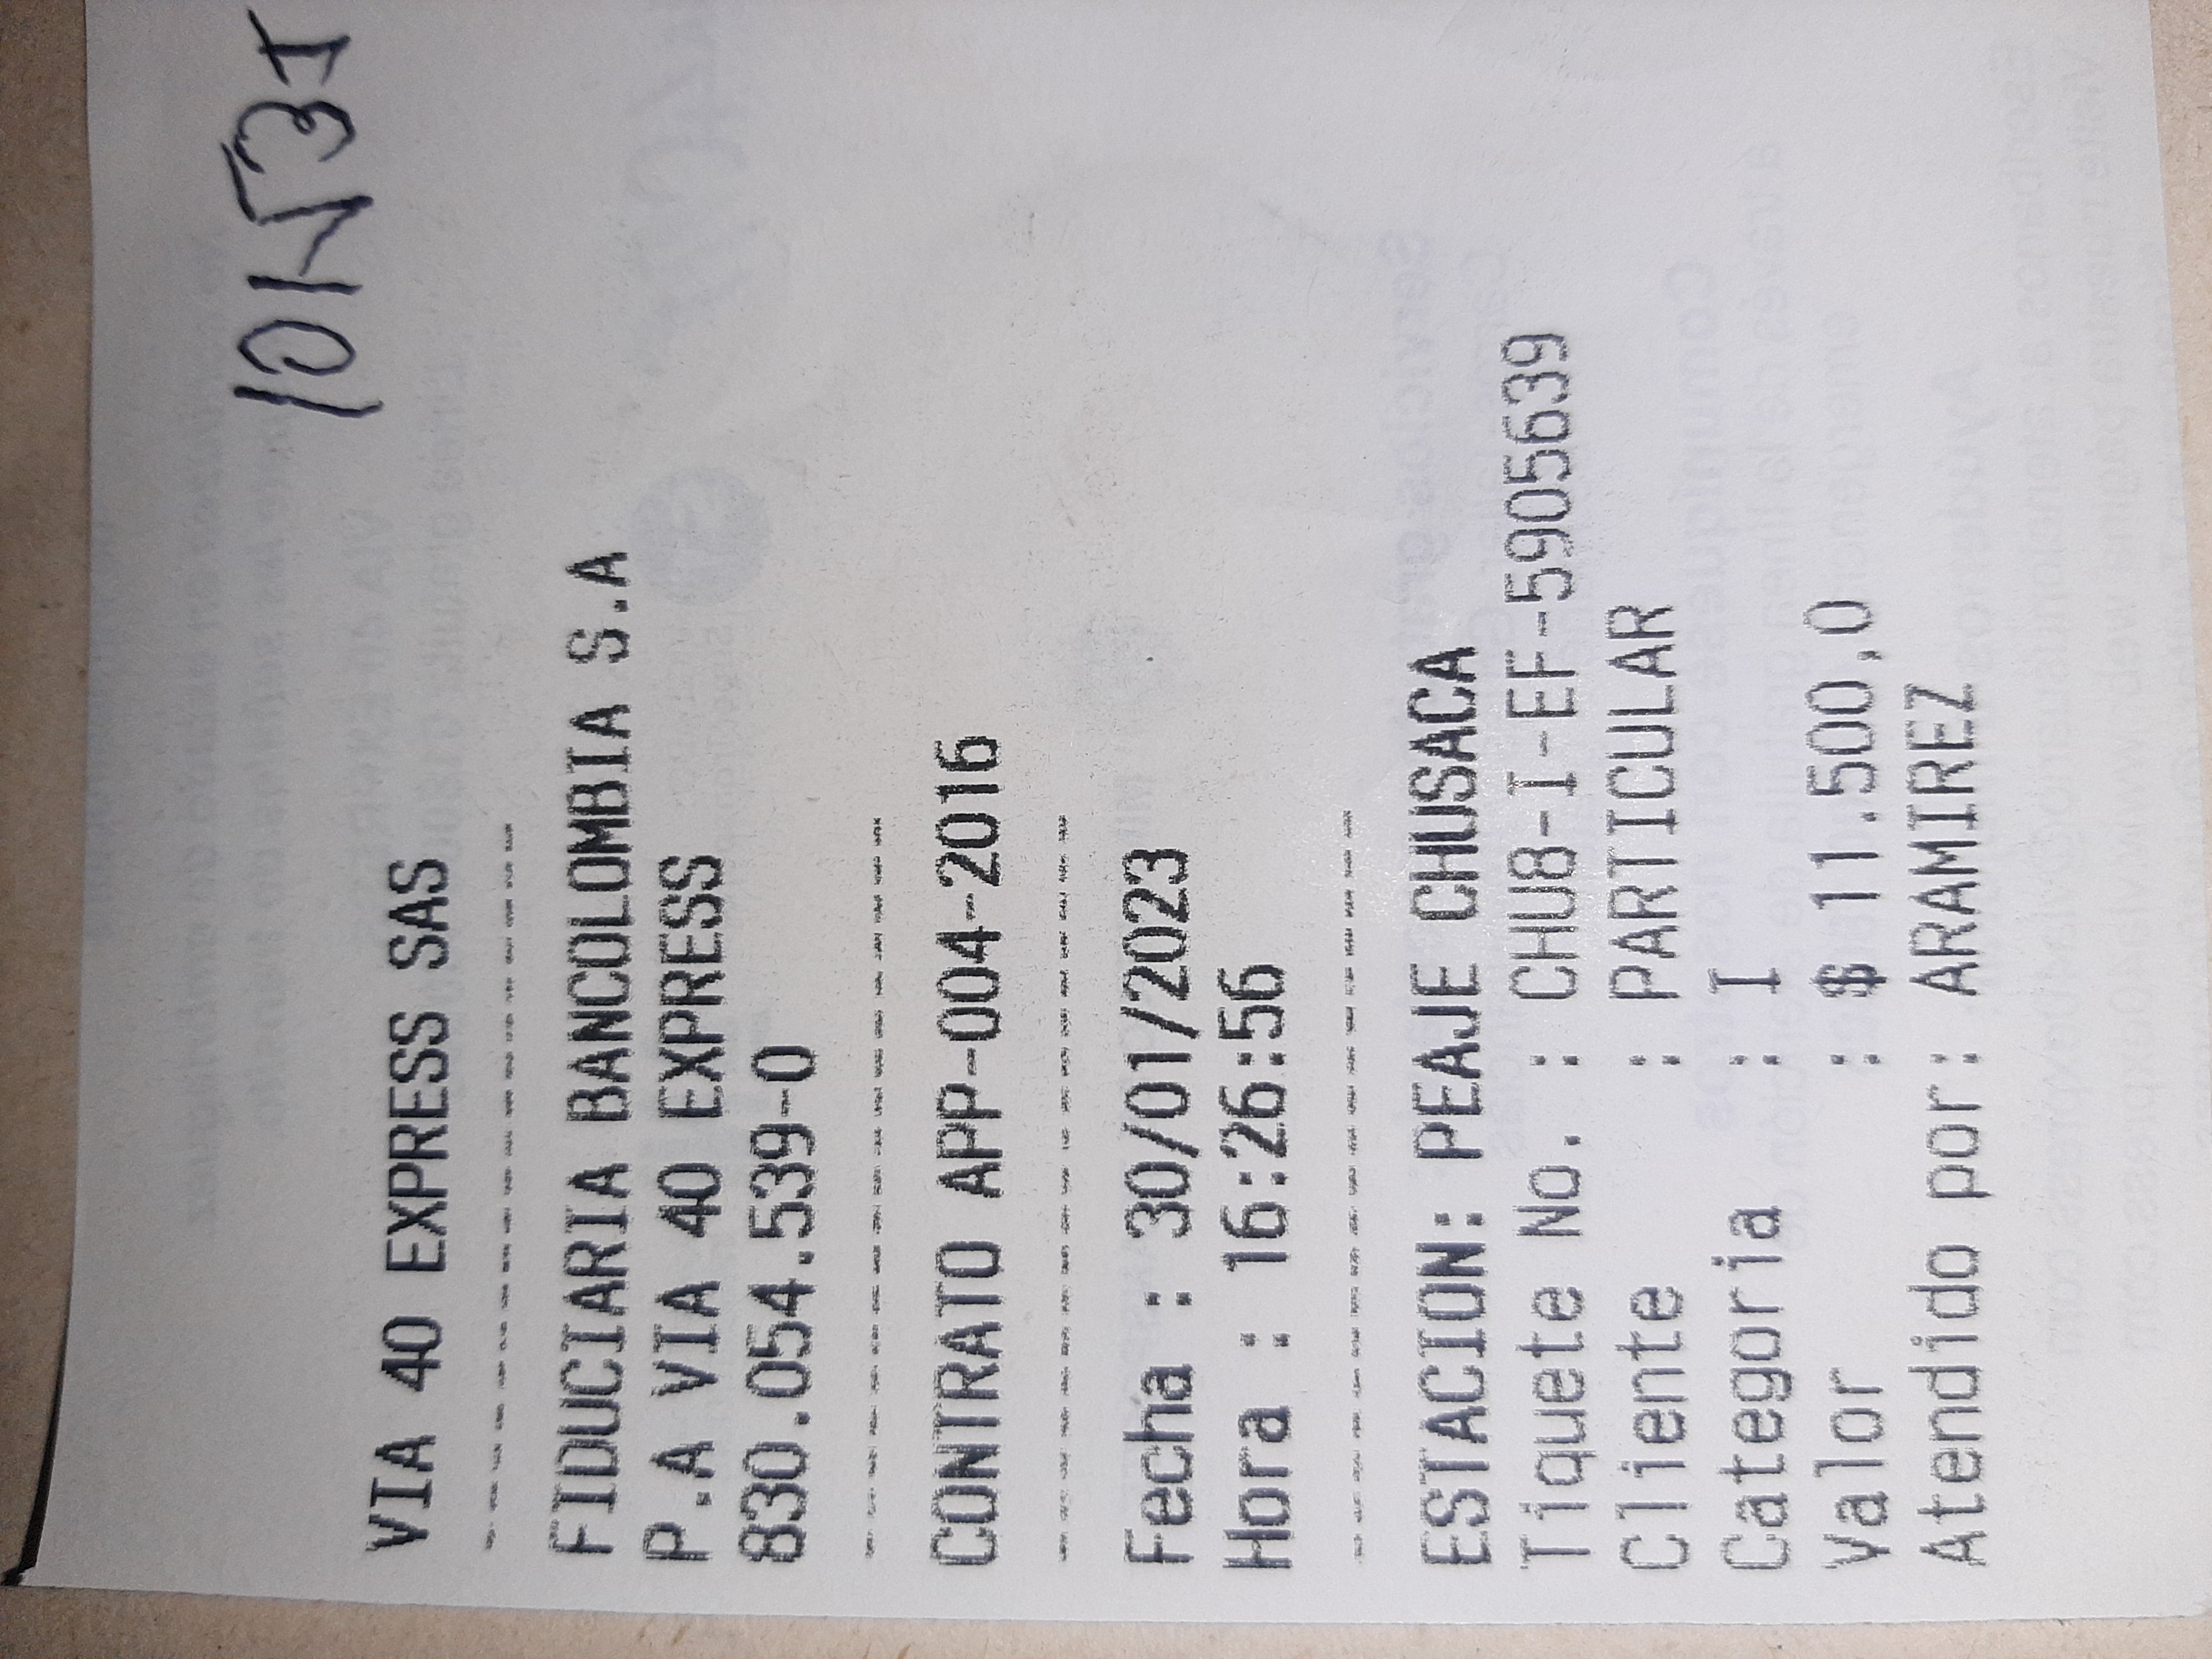 VIA 40 EXPRESS SAS
--------------------
FIDUCIARIA BANCOLOMBIA S.A
P.A VIA 40 EXPRESS
830.054.539-0
--------------------
CONTRATO APP-004-2016
--------------------
Fecha : 30/01/2023
Hora : 16:26:56
--------------------
ESTACION: PEAJE CHUSACA
Tiquete No. : CHU8-I-EF-5905639
Cliente : PARTICULAR
Categoria : I
Valor : $ 11.500,0
Atendido por: ARAMIREZ